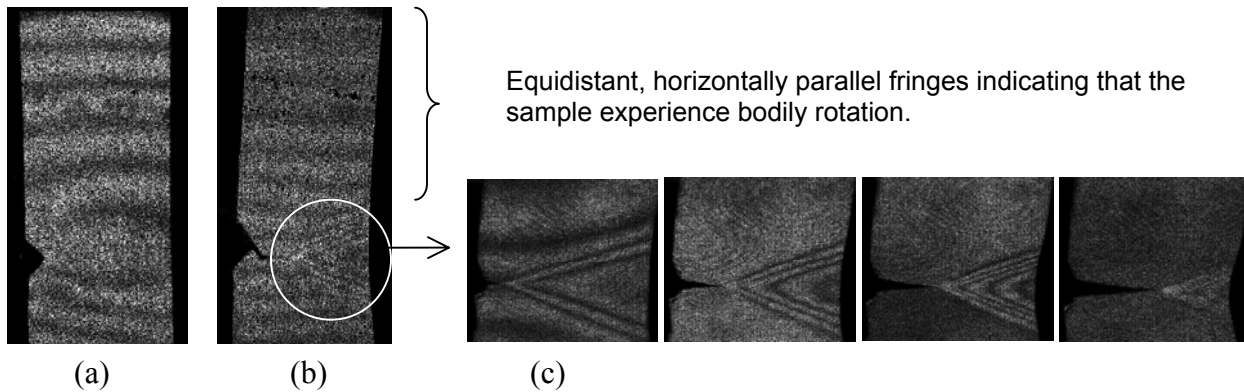 Equidistant, horizontally parallel fringes indicating that the
sample experience bodily rotation.
(a)
(b)
(c)